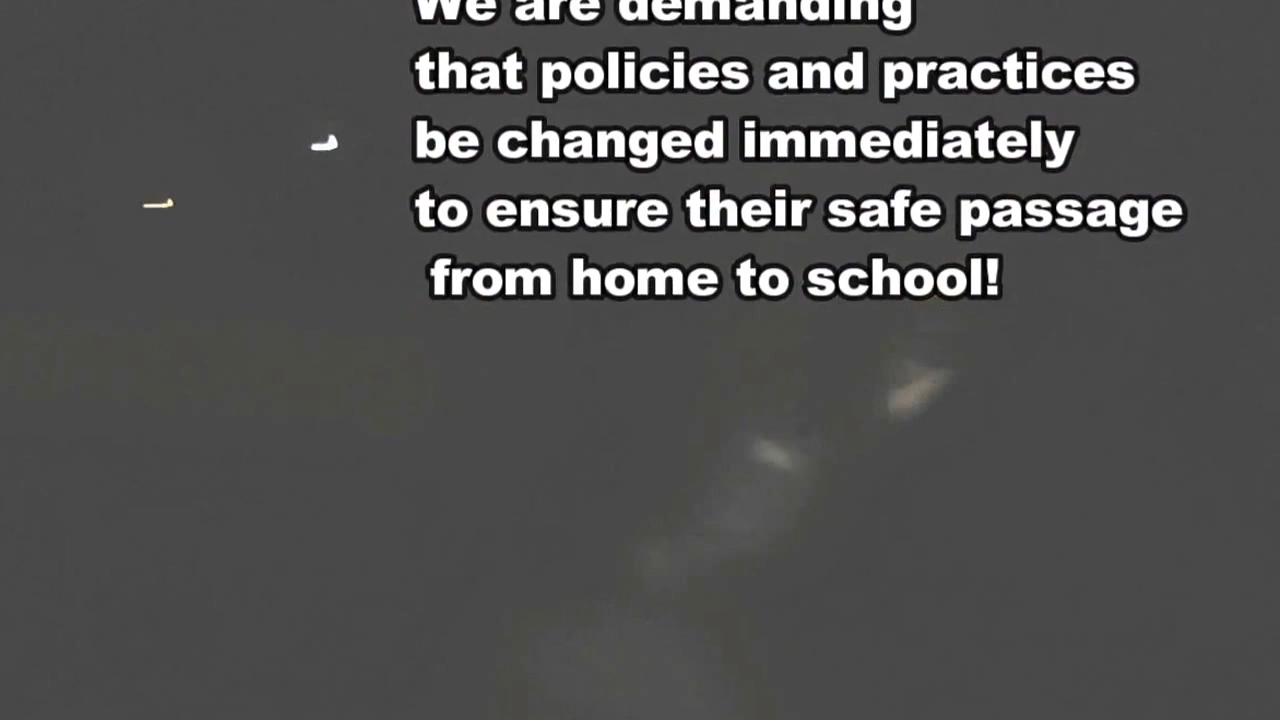 We are demanding
that policies and practices
be changed immediately
to ensure their safe passage
from home to school!